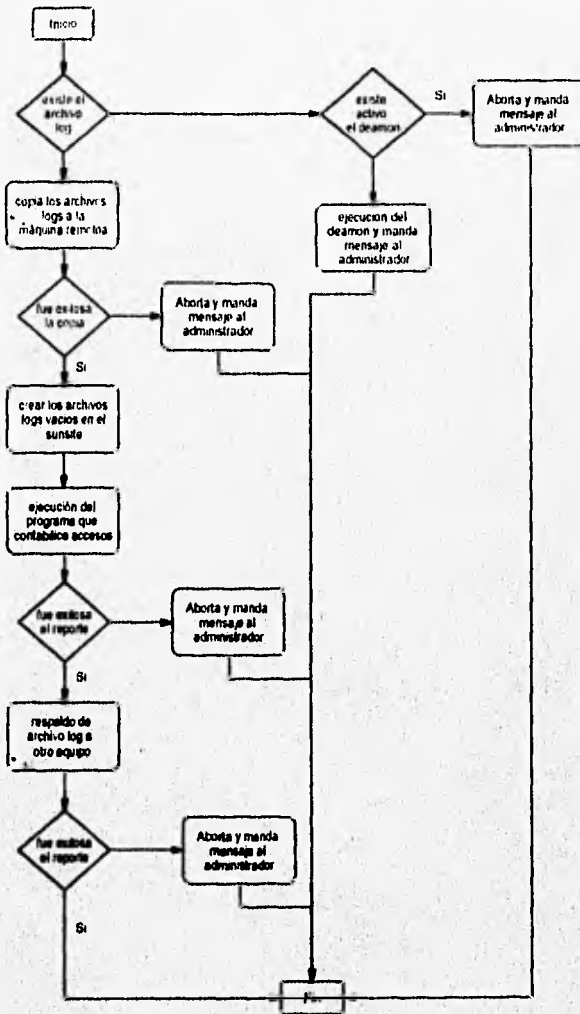 Inicio
existe el
archivo
log
existe
activo
el deamon
Si
Aborta y manda
mensaje al
administrador
copia los archivos
logs a la
máquina remota
ejecucion del
deamon y manda
mensaje al
administrador
fue exitosa
la copia
Aborta y manda
mensaje al
administrador
Si
crear los archivos
logs vacios en el
sunsite
ejecución del
programa que
contabilice accesos
fue exitosa
el reporte
Aborta y manda
mensaje al
administrador
Si
respaldo de
archivo log a
otro equipo
fue exitosa
el reporte
Aborta y manda
mensaje al
administrador
Si